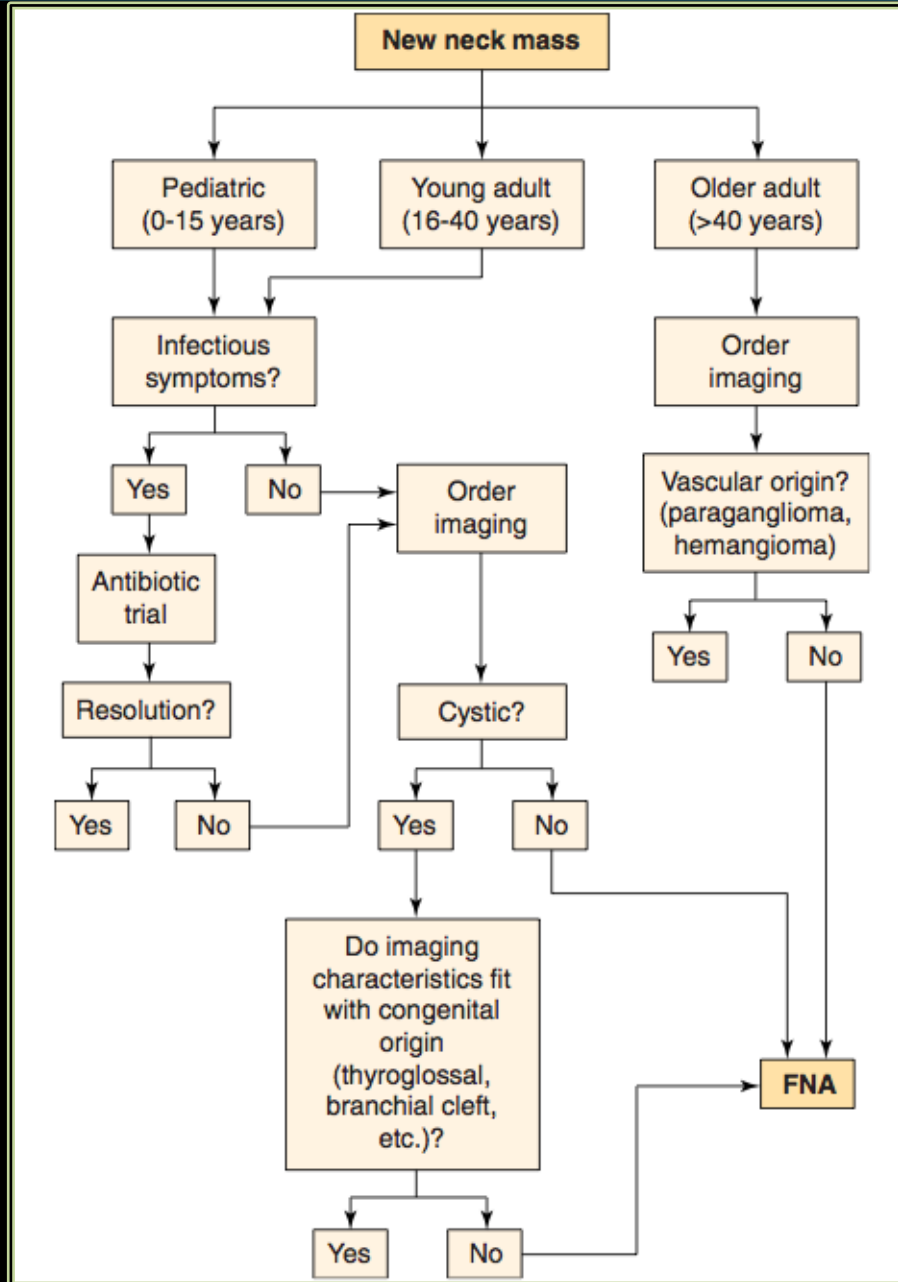 New neck mass
Pediatric
(0-15 years)
Young adult
(16-40 years)
Older adult
(>40 years)
Infectious
symptoms?
Order
imaging
Yes
No
Order
imaging
Vascular origin?
(paraganglioma,
hemangioma)
Antibiotic
trial
Yes
No
Resolution?
Cystic?
Yes
No
Yes
No
Do imaging
characteristics fit
with congenital
origin
(thyroglossal,
branchial cleft,
etc.)?
FNA
Yes
No